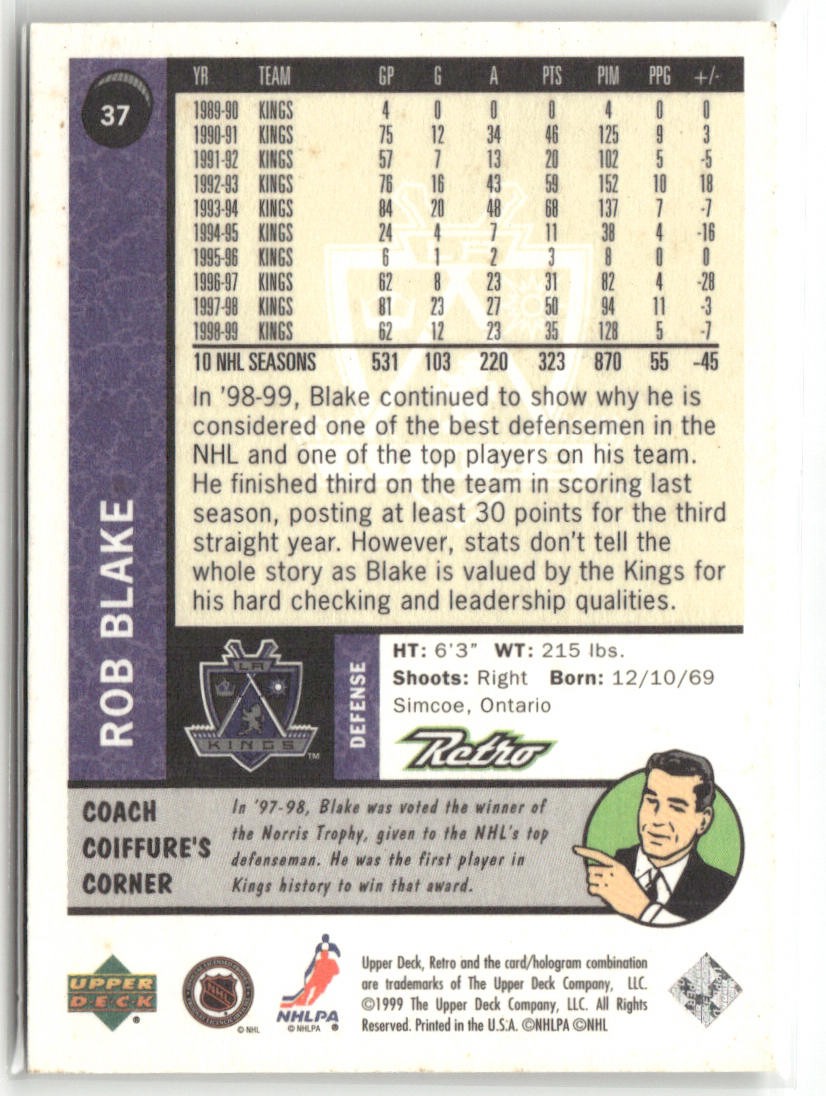 37
YR TEAM GP G A PTS PIM PPG +/-
1989-90 KINGS 4 0 0 0 4 0 0
1990-91 KINGS 75 12 34 46 125 9 3
1991-92 KINGS 57 7 13 20 102 5 -5
1992-93 KINGS 76 16 43 59 152 10 18
1993-94 KINGS 84 20 48 68 137 7 -7
1994-95 KINGS 24 4 7 11 38 4 -16
1995-96 KINGS 6 1 2 3 8 0 0
1996-97 KINGS 62 8 23 31 82 4 -28
1997-98 KINGS 81 23 27 50 94 11 -3
1998-99 KINGS 62 12 23 35 128 5 -7
10 NHL SEASONS 531 103 220 323 870 55 -45
In '98-99, Blake continued to show why he is
considered one of the best defensemen in the
NHL and one of the top players on his team.
He finished third on the team in scoring last
season, posting at least 30 points for the third
straight year. However, stats don't tell the
whole story as Blake is valued by the Kings for
his hard checking and leadership qualities.
ROB BLAKE
LA
KINGS
TM
DEFENSE
HT: 6'3" WT: 215 lbs.
Shoots: Right Born: 12/10/69
Simcoe, Ontario
Retro
COACH
COIFFURE'S
CORNER
In '97-98, Blake was voted the winner of
the Norris Trophy, given to the NHL's top
defenseman. He was the first player in
Kings history to win that award.
UPPER
DECK
®
NHL
© NHL
NHLPA
© NHLPA ®
Upper Deck, Retro and the card/hologram combination
are trademarks of The Upper Deck Company, LLC.
©1999 The Upper Deck Company, LLC. All Rights
Reserved. Printed in the U.S.A. ©NHLPA ©NHL